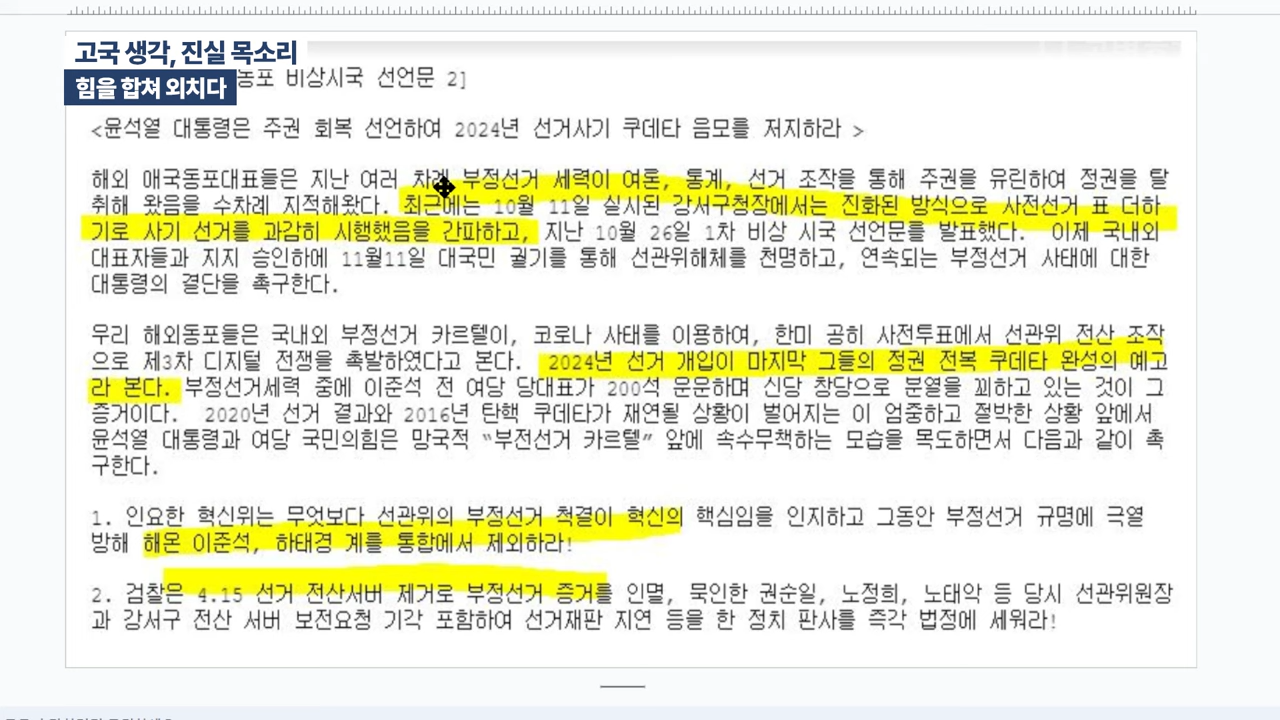 고국 생각, 진실 목소리
힘을 합쳐 외치다
농포 비상시국 선언문 2]
<윤석열 대통령은 주권 회복 선언하여 2024년 선거사기 쿠데타 음모를 저지하라 >
해외 애국동포대표들은 지난 여러 차례 부정선거 세력이 여론, 통계, 선거 조작을 통해 주권을 유린하여 정권을 탈
취해 왔음을 수차례 지적해왔다. 최근에는 10월 11일 실시된 강서구청장에서는 진화된 방식으로 사전선거 표 더하
기로 사기 선거를 과감히 시행했음을 간파하고, 지난 10월 26일 1차 비상 시국 선언문를 발표했다. 이제 국내외
대표자들과 지지 승인하에 11월11일 대국민 궐기를 통해 선관위해체를 천명하고, 연속되는 부정선거 사태에 대한
대통령의 결단을 촉구한다.
우리 해외동포들은 국내외 부정선거 카르텔이, 코로나 사태를 이용하여, 한미 공히 사전투표에서 선관위 전산 조작
으로 제3차 디지털 전쟁을 촉발하였다고 본다. 2024년 선거 개입이 마지막 그들의 정권 전복 쿠데타 완성의 예고
라 본다. 부정선거세력 중에 이준석 전 여당 당대표가 200석 운운하며 신당 창당으로 분열을 꾀하고 있는 것이 그
증거이다. 2020년 선거 결과와 2016년 탄핵 쿠데타가 재연될 상황이 벌어지는 이 엄중하고 절박한 상황 앞에서
윤석열 대통령과 여당 국민의힘은 망국적 “부전선거 카르텔” 앞에 속수무책하는 모습을 목도하면서 다음과 같이 촉
구한다.
1. 인요한 혁신위는 무엇보다 선관위의 부정선거 척결이 혁신의 핵심임을 인지하고 그동안 부정선거 규명에 극열
방해 해온 이준석, 하태경 계를 통합에서 제외하라!
2. 검찰은 4.15 선거 전산서버 제거로 부정선거 증거를 인멸, 묵인한 권순일, 노정희, 노태악 등 당시 선관위원장
과 강서구 전산 서버 보전요청 기각 포함하여 선거재판 지연 등을 한 정치 판사를 즉각 법정에 세워라!